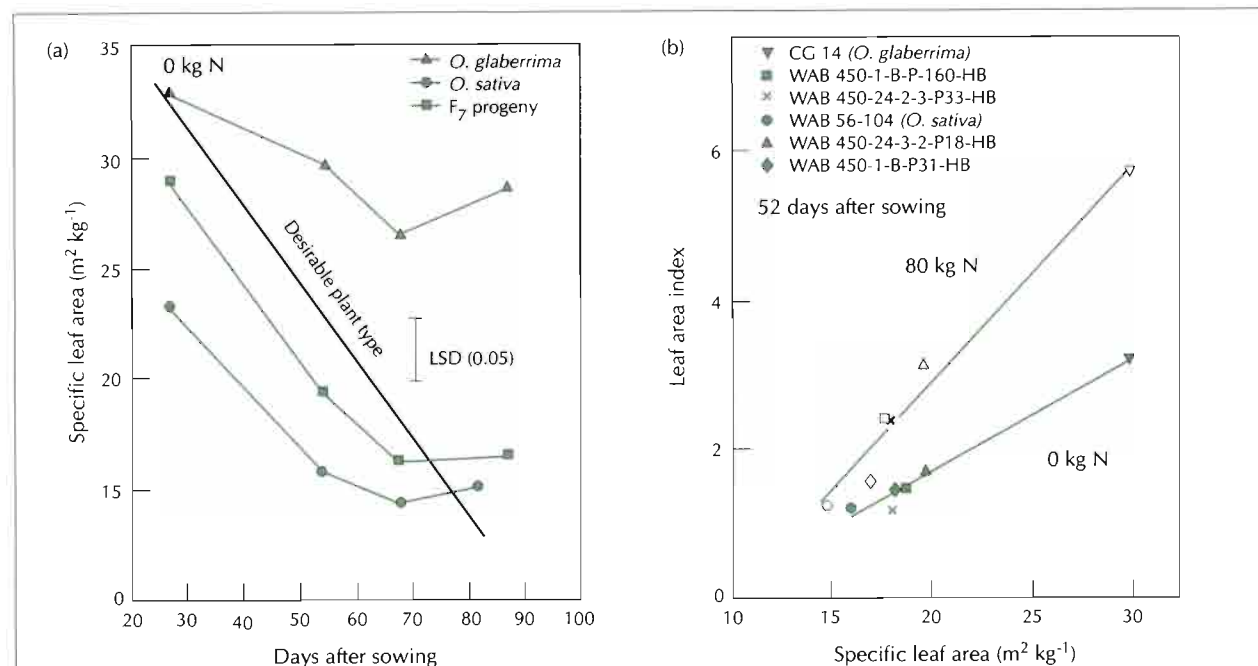 (a)
35
30
25
20
15
0
20
30
40
50
60
70
80
90
100
Specific leaf area (m² kg⁻¹)
Days after sowing
0 kg N
O. glaberrima
O. sativa
F₇ progeny
Desirable plant type
LSD (0.05)
(b)
6
4
2
0
10
15
20
25
30
Leaf area index
Specific leaf area (m² kg⁻¹)
CG 14 (O. glaberrima)
WAB 450-1-B-P-160-HB
WAB 450-24-2-3-P33-HB
WAB 56-104 (O. sativa)
WAB 450-24-3-2-P18-HB
WAB 450-1-B-P31-HB
52 days after sowing
80 kg N
0 kg N